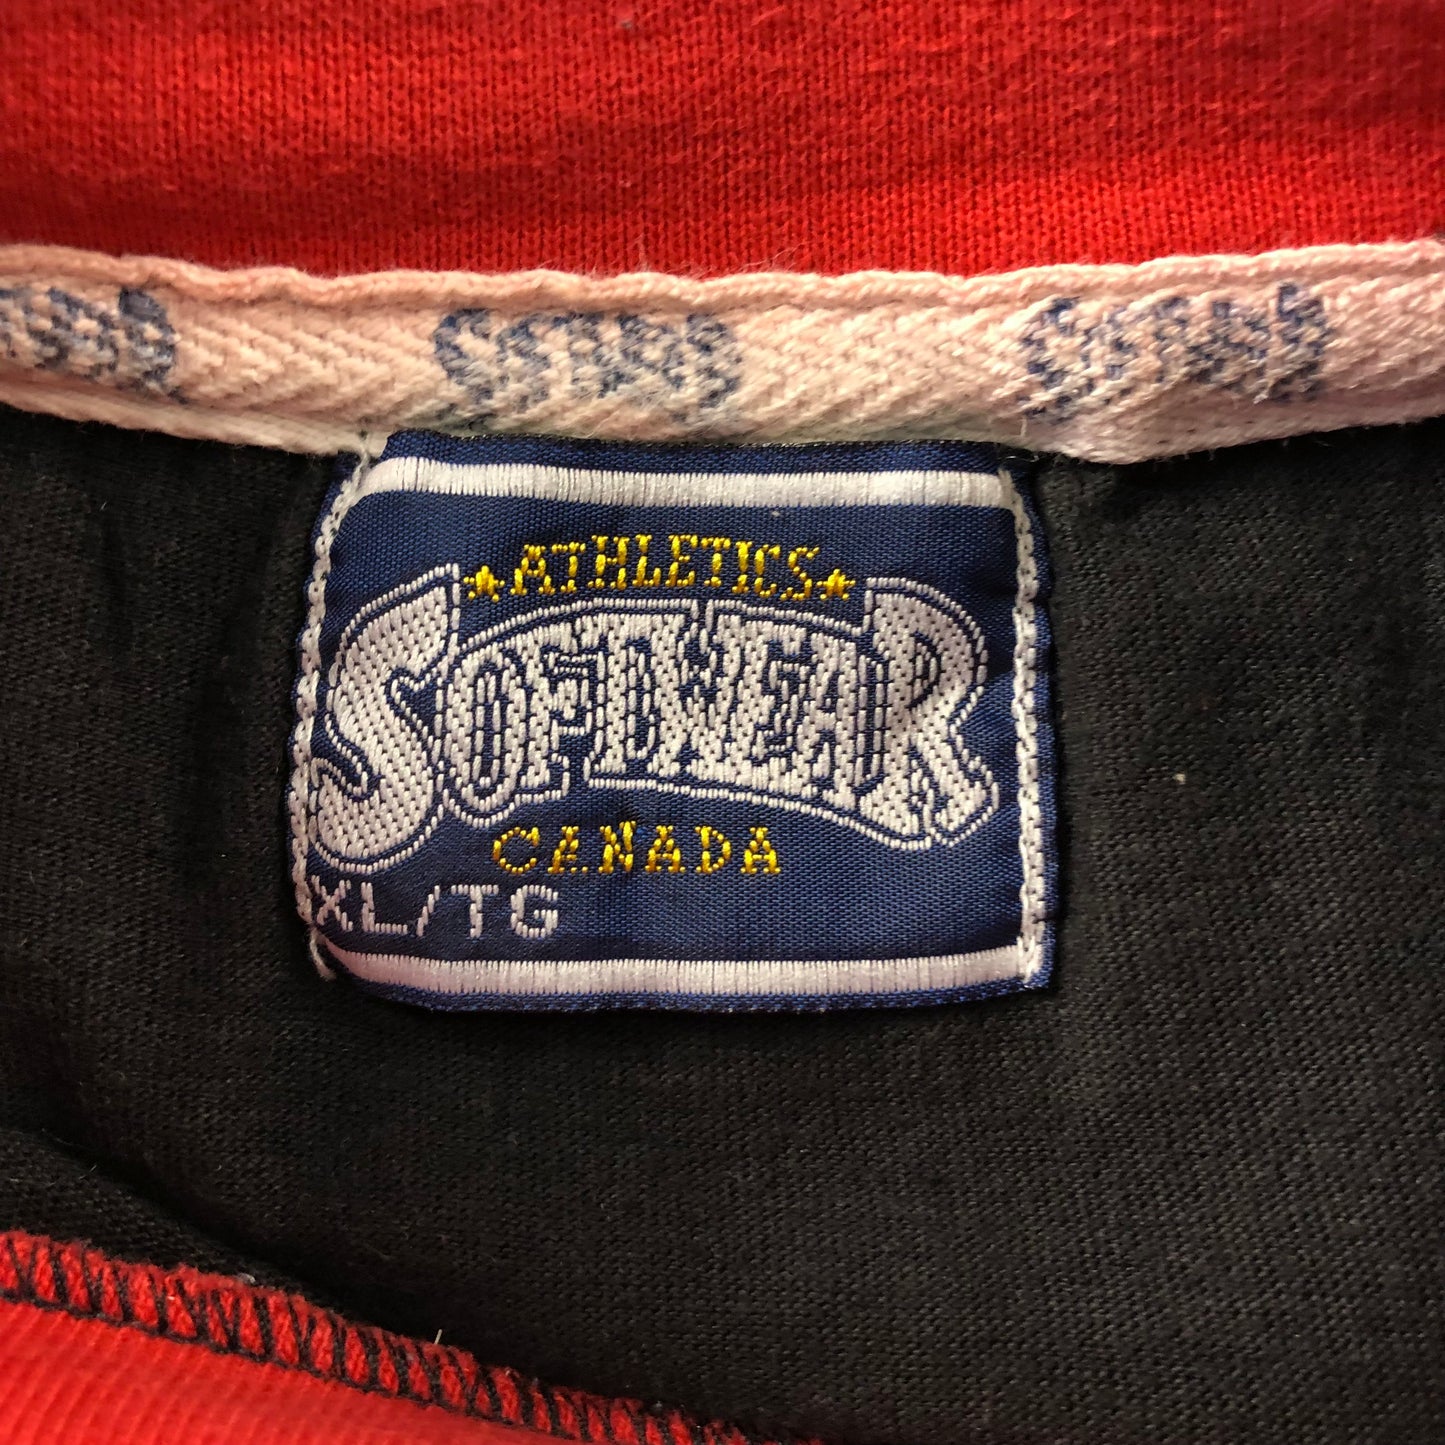 ATHLETICS
SOFTWEAR
CANADA
XL/TG